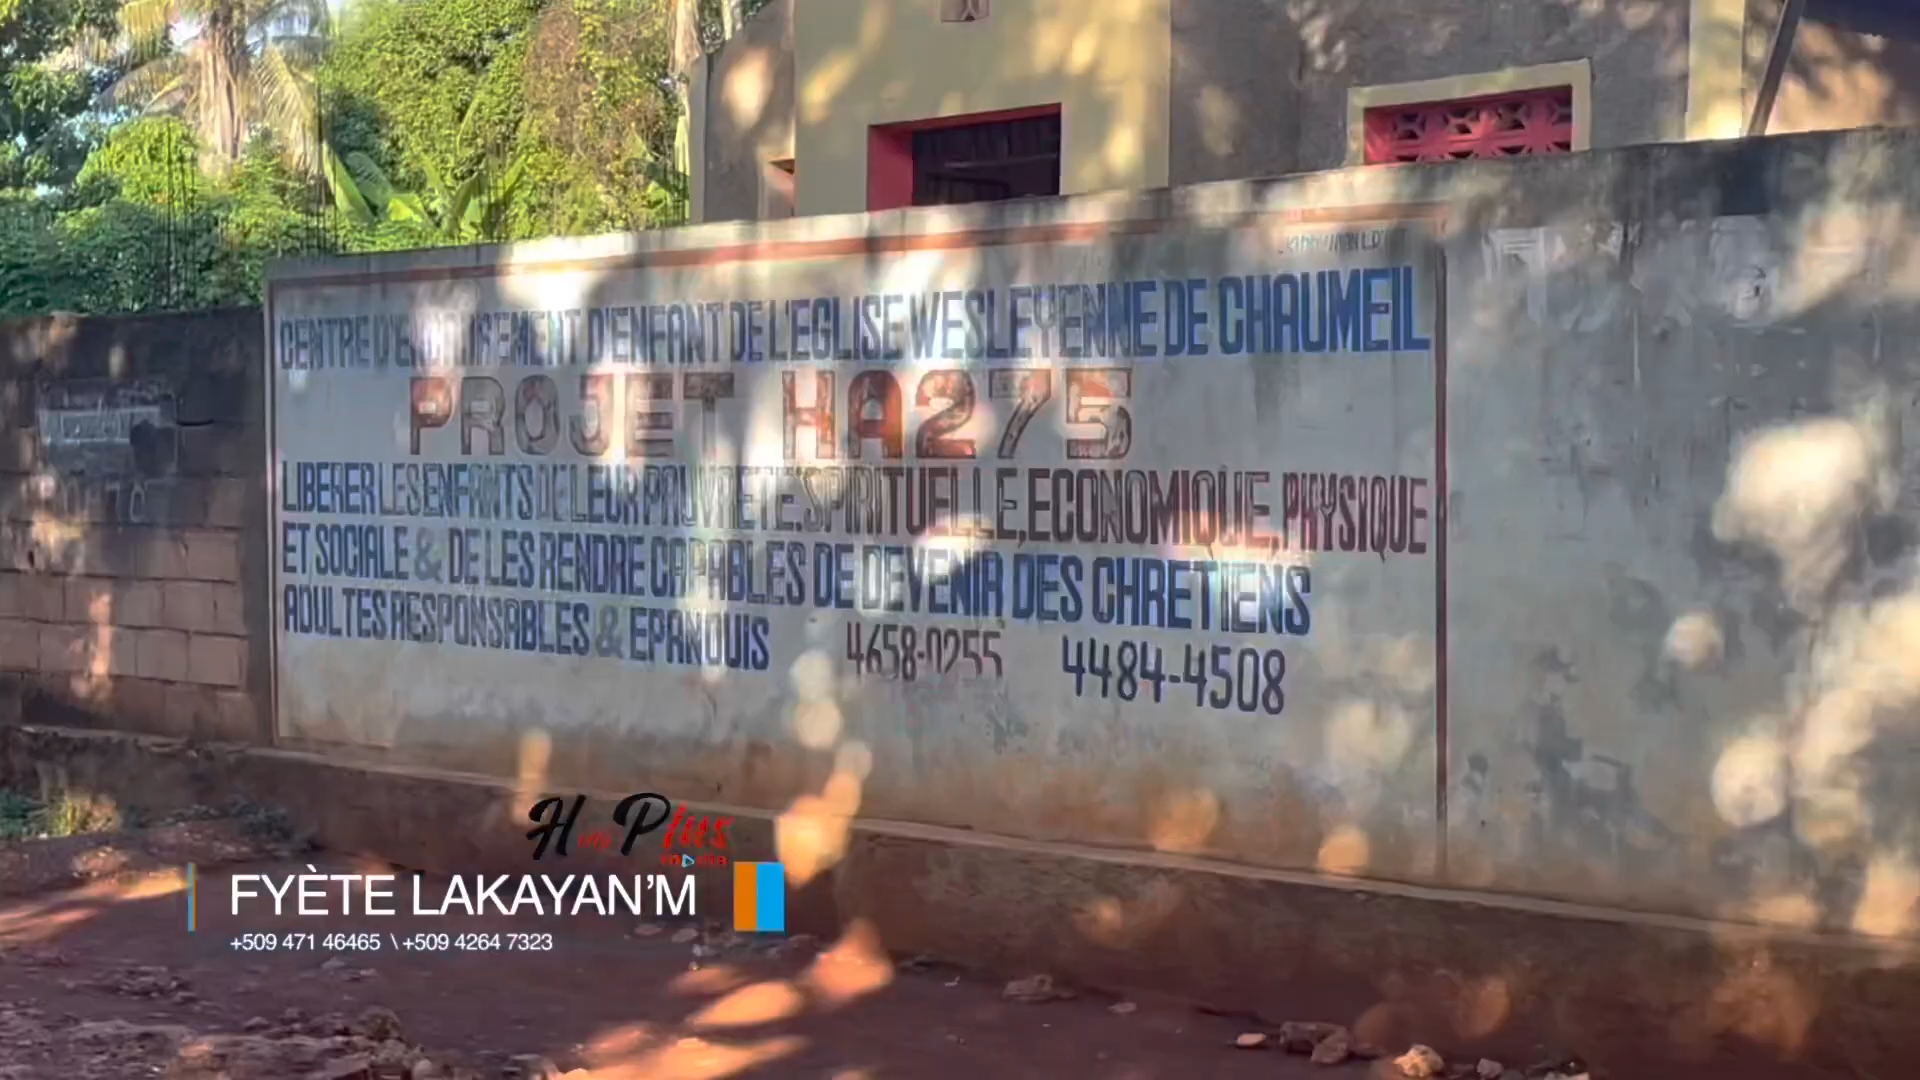 CENTRE D'ENCADREMENT D'ENFANT DE L'EGLISE WESLEYENNE DE CHAUMEIL
PROJET HA275
LIBERER LES ENFANTS DE LEUR PAUVRETE SPIRITUELLE, ECONOMIQUE, PHYSIQUE
ET SOCIALE & DE LES RENDRE CAPABLES DE DEVENIR DES CHRETIENS
ADULTES RESPONSABLES & EPANOUIS 4658-0255 4484-4508
Plus
FYÈTE LAKAYAN'M
+509 471 46465 \ +509 4264 7323